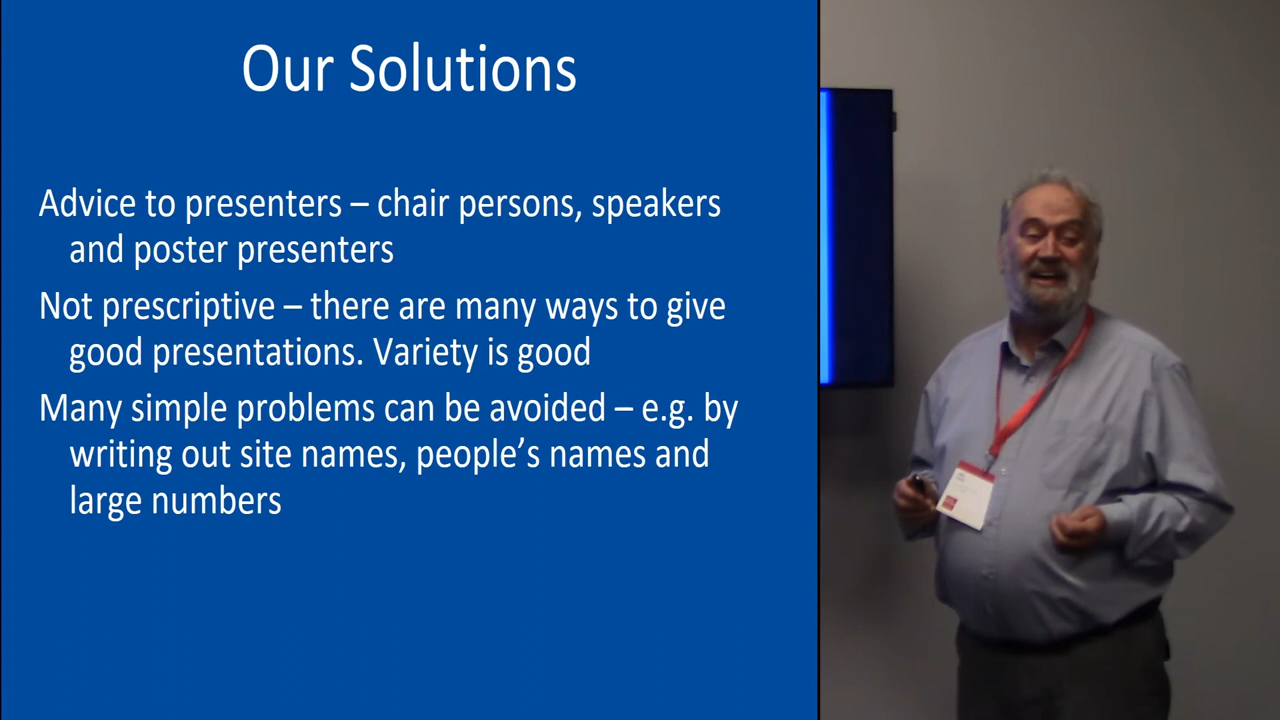 Our Solutions
Advice to presenters – chair persons, speakers
and poster presenters
Not prescriptive – there are many ways to give
good presentations. Variety is good
Many simple problems can be avoided – e.g. by
writing out site names, people’s names and
large numbers